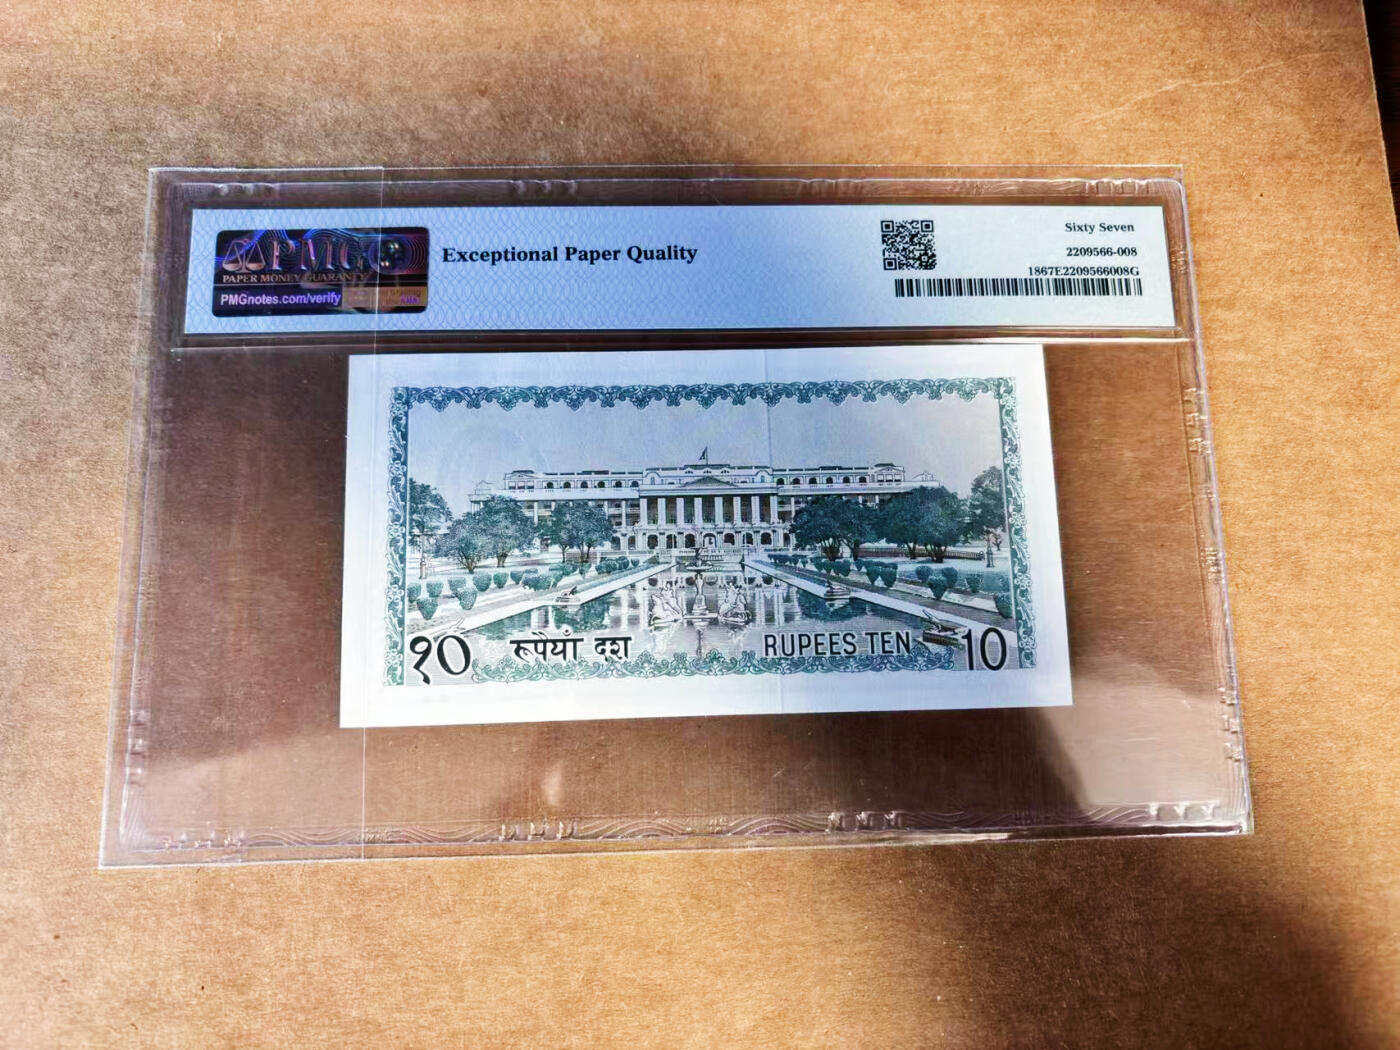 PMG
PAPER MONEY GUARANTY
PMGnotes.com/verify
Exceptional Paper Quality
Sixty Seven
2209566-008
1867E2209566008G
१० रूपैयाँ दश RUPEES TEN 10